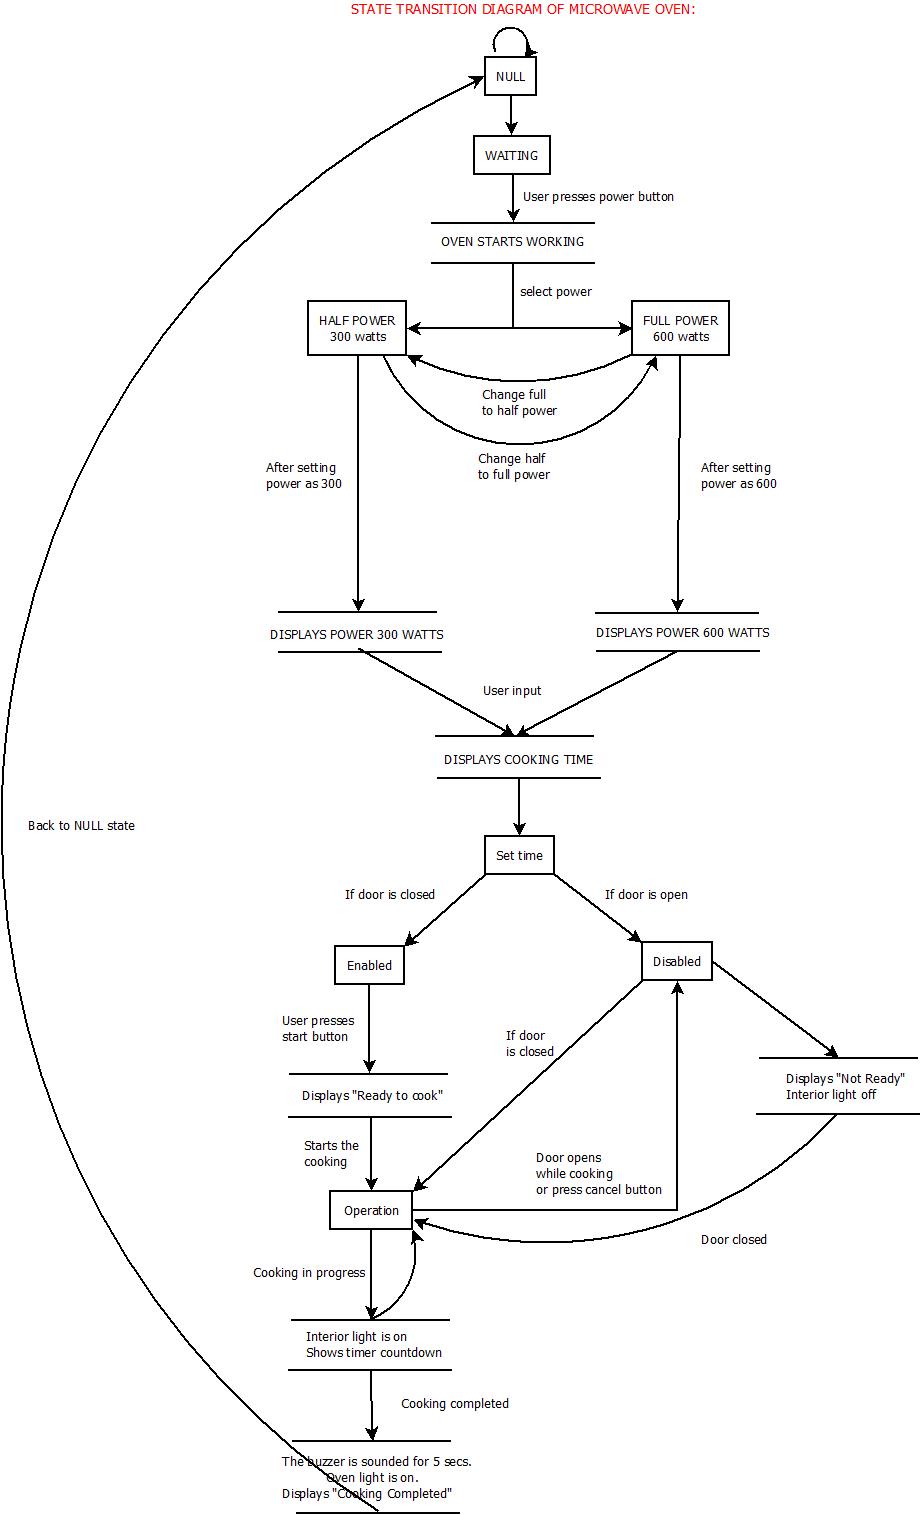 STATE TRANSITION DIAGRAM OF MICROWAVE OVEN:
NULL
WAITING
User presses power button
OVEN STARTS WORKING
select power
HALF POWER
300 watts
FULL POWER
600 watts
Change full
to half power
Change half
to full power
After setting
power as 300
After setting
power as 600
DISPLAYS POWER 300 WATTS
DISPLAYS POWER 600 WATTS
User input
DISPLAYS COOKING TIME
Back to NULL state
Set time
If door is closed
If door is open
Enabled
Disabled
User presses
start button
If door
is closed
Displays "Not Ready"
Interior light off
Displays "Ready to cook"
Starts the
cooking
Door opens
while cooking
or press cancel button
Operation
Door closed
Cooking in progress
Interior light is on
Shows timer countdown
Cooking completed
The buzzer is sounded for 5 secs.
Oven light is on.
Displays "Cooking Completed"